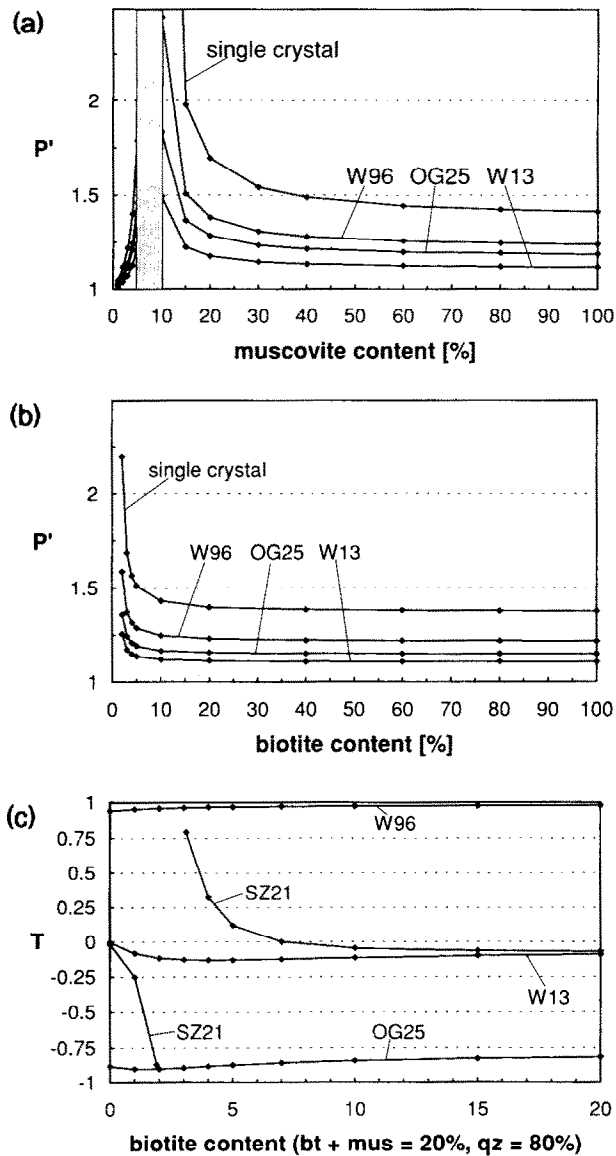 (a)
single crystal
2
P'
W96 OG25 W13
1.5
1
0 10 20 30 40 50 60 70 80 90 100
muscovite content [%]
(b)
single crystal
2
P'
W96 OG25 W13
1.5
1
0 10 20 30 40 50 60 70 80 90 100
biotite content [%]
(c)
1
W96
0.75
0.5
SZ21
0.25
T
0
-0.25
W13
-0.5
SZ21
OG25
-0.75
-1
0 5 10 15 20
biotite content (bt + mus = 20%, qz = 80%)